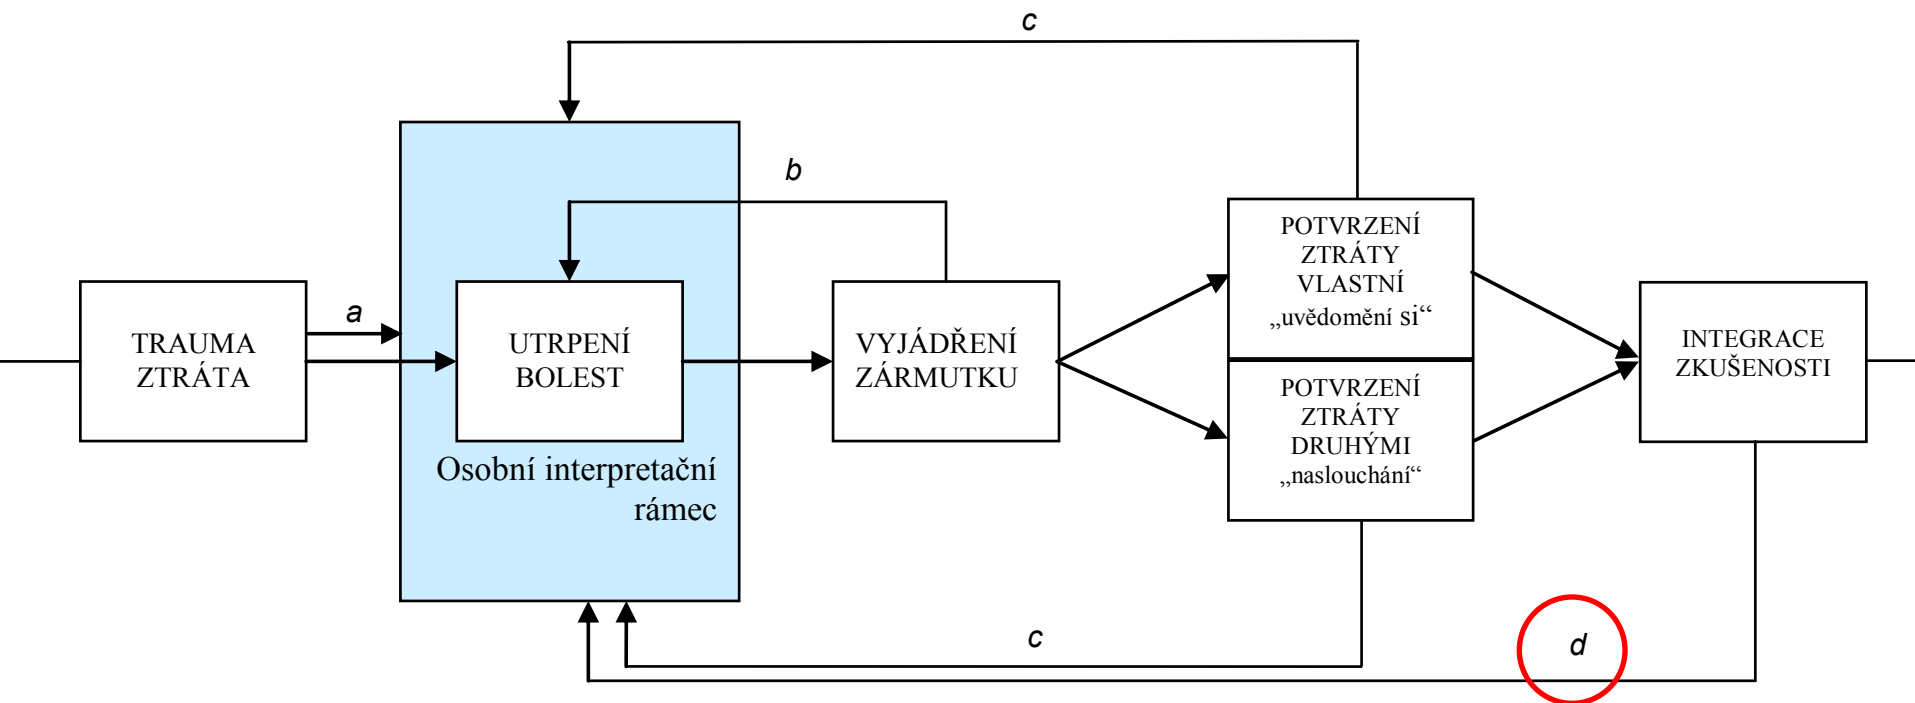 c
b
a
TRAUMA
ZTRÁTA
UTRPENÍ
BOLEST
Osobní interpretační
rámec
VYJÁDŘENÍ
ZÁRMUTKU
POTVRZENÍ
ZTRÁTY
VLASTNÍ
„uvědomění si“
POTVRZENÍ
ZTRÁTY
DRUHÝMI
„naslouchání“
INTEGRACE
ZKUŠENOSTI
c
d